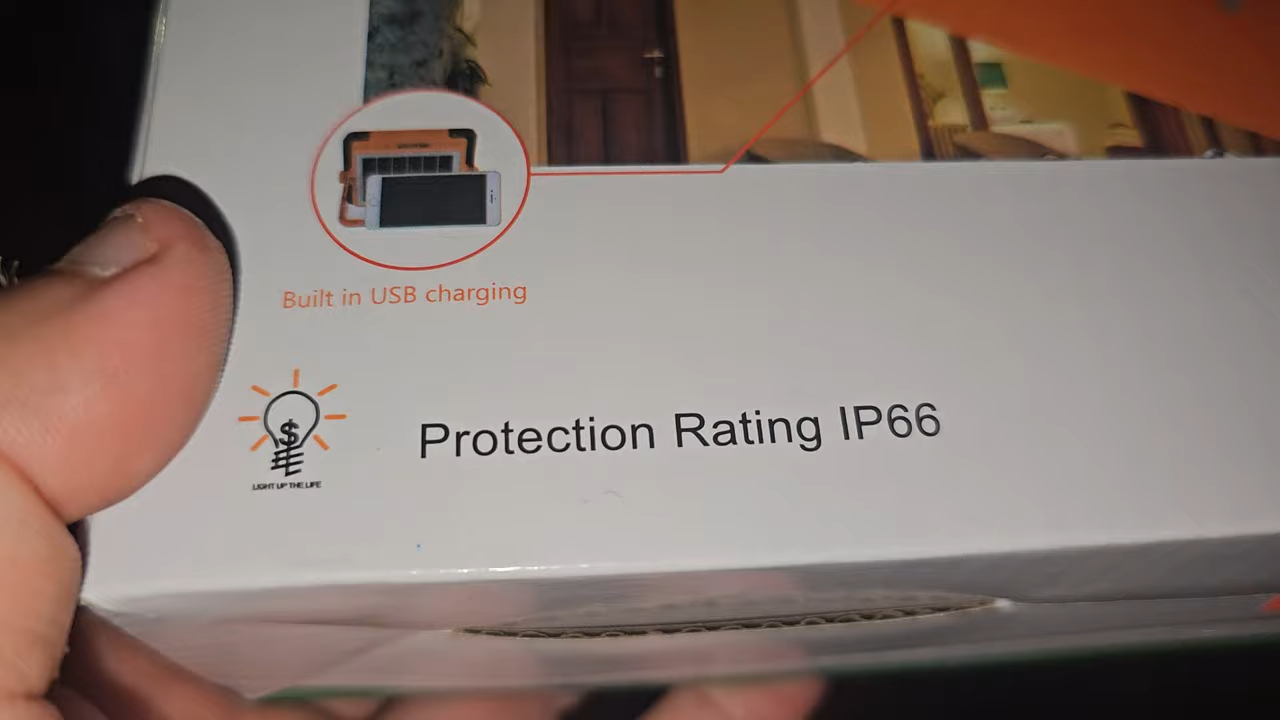 Built in USB charging
$
LIGHT UP THE LIFE
Protection Rating IP66